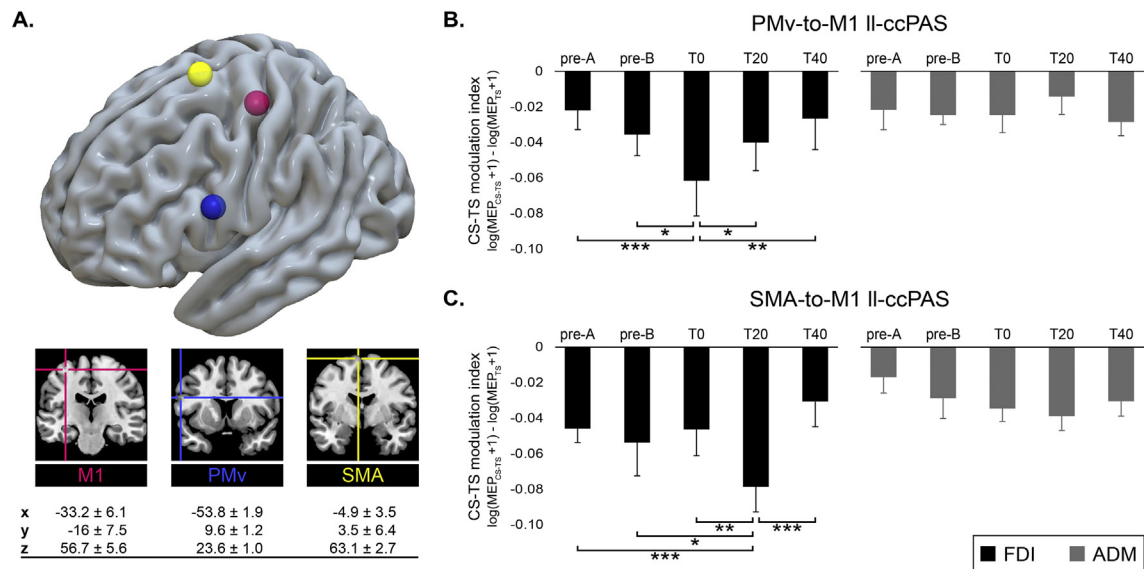 A.
M1 PMv SMA
x -33.2 ± 6.1 -53.8 ± 1.9 -4.9 ± 3.5
y -16 ± 7.5 9.6 ± 1.2 3.5 ± 6.4
z 56.7 ± 5.6 23.6 ± 1.0 63.1 ± 2.7
B.
PMv-to-M1 ll-ccPAS
pre-A pre-B T0 T20 T40 pre-A pre-B T0 T20 T40
0
-0.02
-0.04
-0.06
-0.08
-0.10
CS-TS modulation index
log(MEPCS-TS+1) - log(MEPTS+1)
* *
*** **
C.
SMA-to-M1 ll-ccPAS
pre-A pre-B T0 T20 T40 pre-A pre-B T0 T20 T40
0
-0.02
-0.04
-0.06
-0.08
-0.10
CS-TS modulation index
log(MEPCS-TS+1) - log(MEPTS+1)
** ***
*
***
FDI ADM